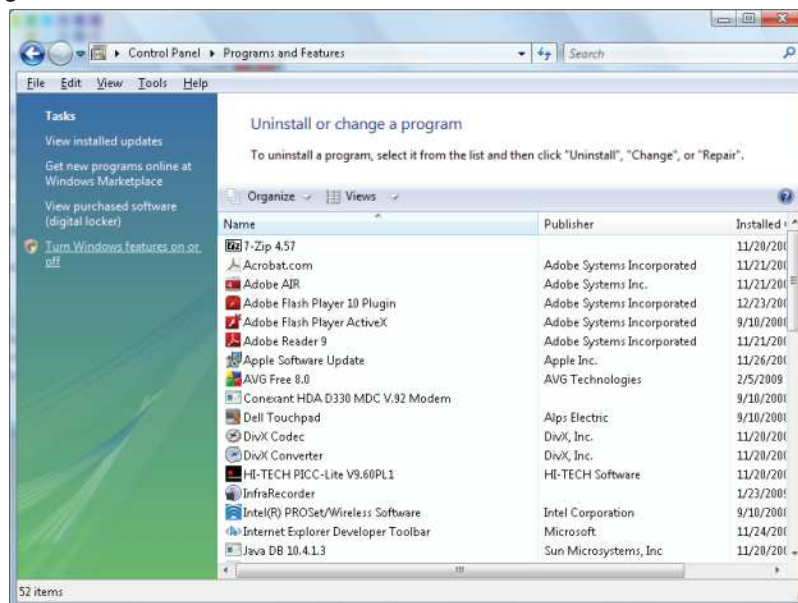 Control Panel ▸ Programs and Features
Search
File Edit View Tools Help
Tasks
View installed updates
Get new programs online at
Windows Marketplace
View purchased software
(digital locker)
Turn Windows features on or
off
Uninstall or change a program
To uninstall a program, select it from the list and then click "Uninstall", "Change", or "Repair".
Organize Views
Name Publisher Installed
7-Zip 4.57 11/20/200
Acrobat.com Adobe Systems Incorporated 11/21/200
Adobe AIR Adobe Systems Inc. 11/21/200
Adobe Flash Player 10 Plugin Adobe Systems Incorporated 12/23/200
Adobe Flash Player ActiveX Adobe Systems Incorporated 9/10/2008
Adobe Reader 9 Adobe Systems Incorporated 11/21/200
Apple Software Update Apple Inc. 11/26/200
AVG Free 8.0 AVG Technologies 2/5/2009
Conexant HDA D330 MDC V.92 Modem 9/10/2008
Dell Touchpad Alps Electric 9/10/2008
DivX Codec DivX, Inc. 11/20/200
DivX Converter DivX, Inc. 11/20/200
HI-TECH PICC-Lite V9.60PL1 HI-TECH Software 11/20/200
InfraRecorder 1/23/2009
Intel(R) PROSet/Wireless Software Intel Corporation 9/10/2008
Internet Explorer Developer Toolbar Microsoft 11/24/200
Java DB 10.4.1.3 Sun Microsystems, Inc 11/20/200
52 items